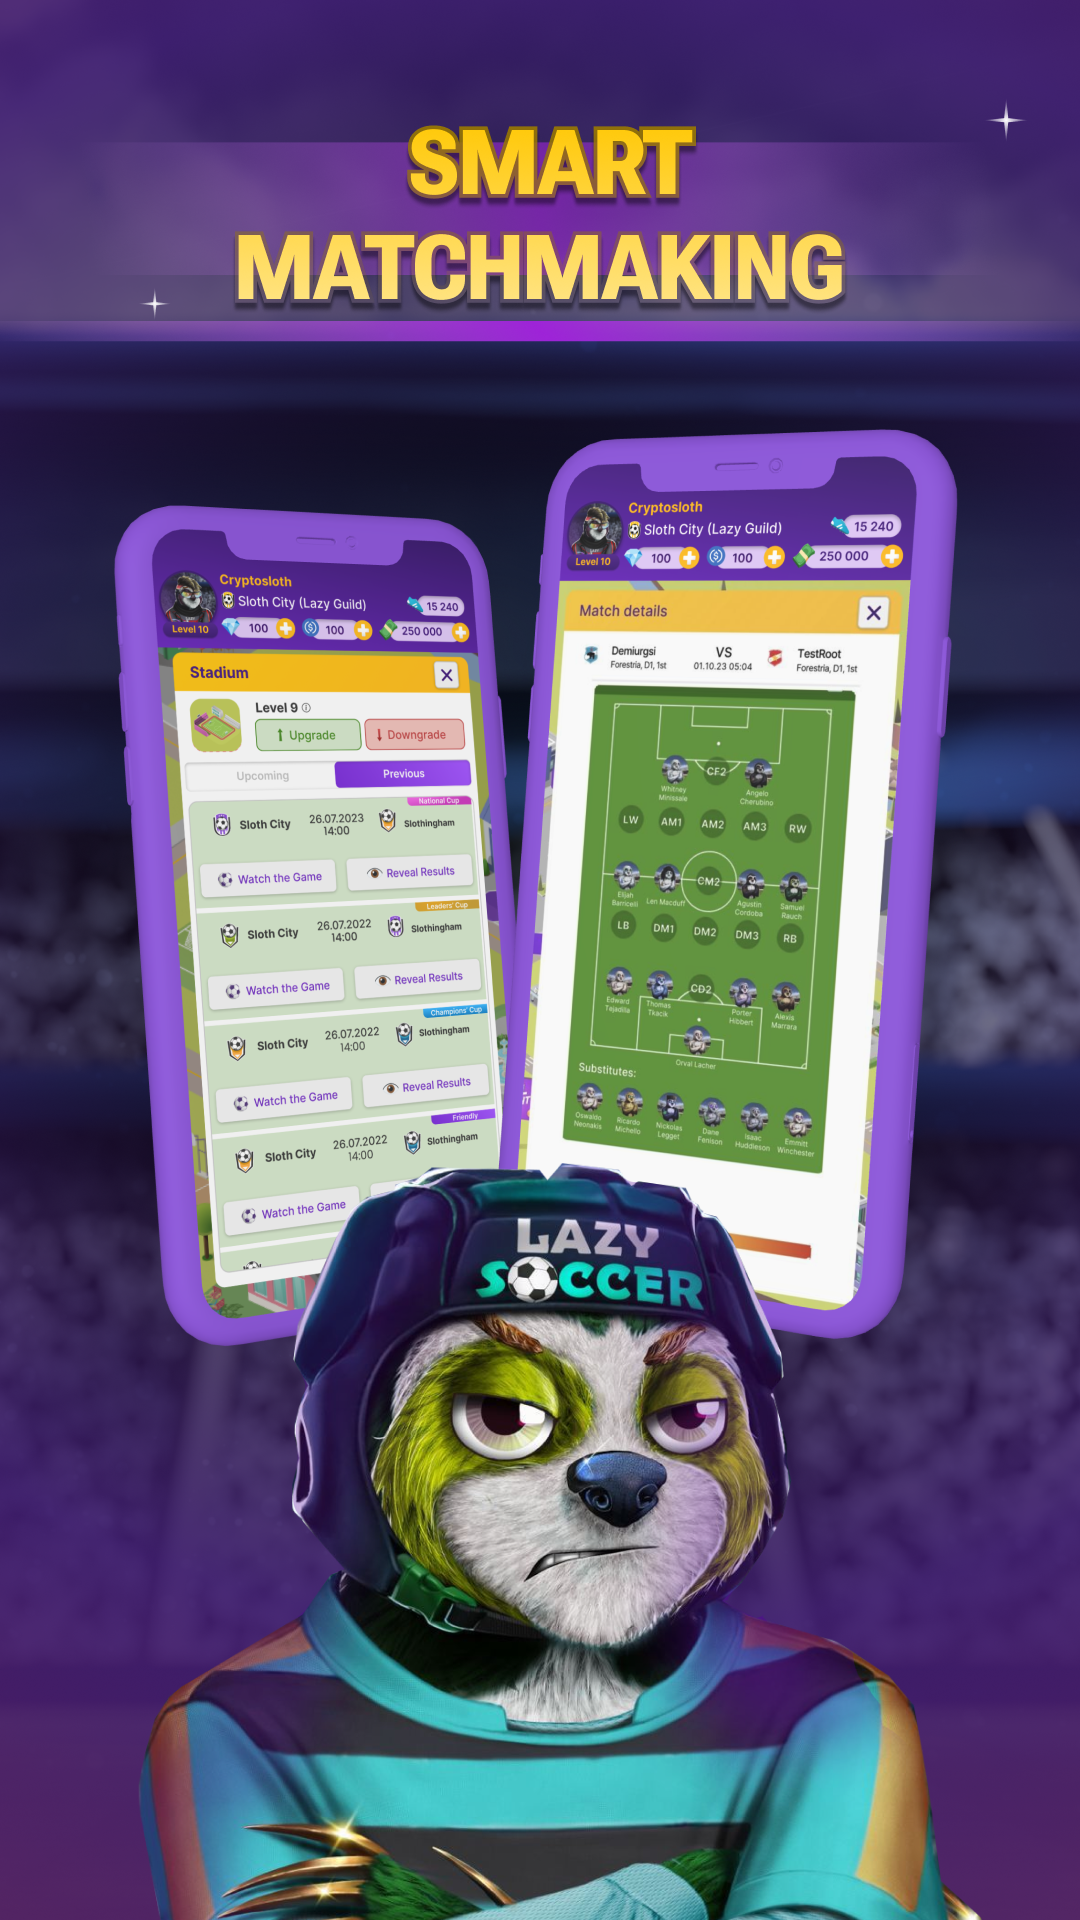 SMART
MATCHMAKING
Cryptosloth
Sloth City (Lazy Guild)
15 240
Level 10
100
100
250 000
Stadium
Level 9
Upgrade
Downgrade
Upcoming
Previous
National Cup
Sloth City
26.07.2023
14:00
Slothingham
Watch the Game
Reveal Results
Leaders' Cup
Sloth City
26.07.2022
14:00
Slothingham
Watch the Game
Reveal Results
Champions' Cup
Sloth City
26.07.2022
14:00
Slothingham
Watch the Game
Reveal Results
Friendly
Sloth City
26.07.2022
14:00
Slothingham
Watch the Game
Cryptosloth
Sloth City (Lazy Guild)
15 240
Level 10
100
100
250 000
Match details
Demiurgsi
Forestria, D1, 1st
VS
01.10.23 05:04
TestRoot
Forestria, D1, 1st
Whitney
Minissale
CF2
Angelo
Cherubino
LW
AM1
AM2
AM3
RW
Elijah
Barricelli
Len Macduff
CM2
Agustin
Cordoba
Samuel
Rauch
LB
DM1
DM2
DM3
RB
Edward
Tejadilla
Thomas
Tkacik
CD2
Porter
Hibbert
Alexis
Marrara
Orval Lacher
Substitutes:
Oswaldo
Neonakis
Ricardo
Michello
Nickolas
Legget
Dane
Fenison
Isaac
Huddleson
Emmitt
Winchester
LAZY
SOCCER